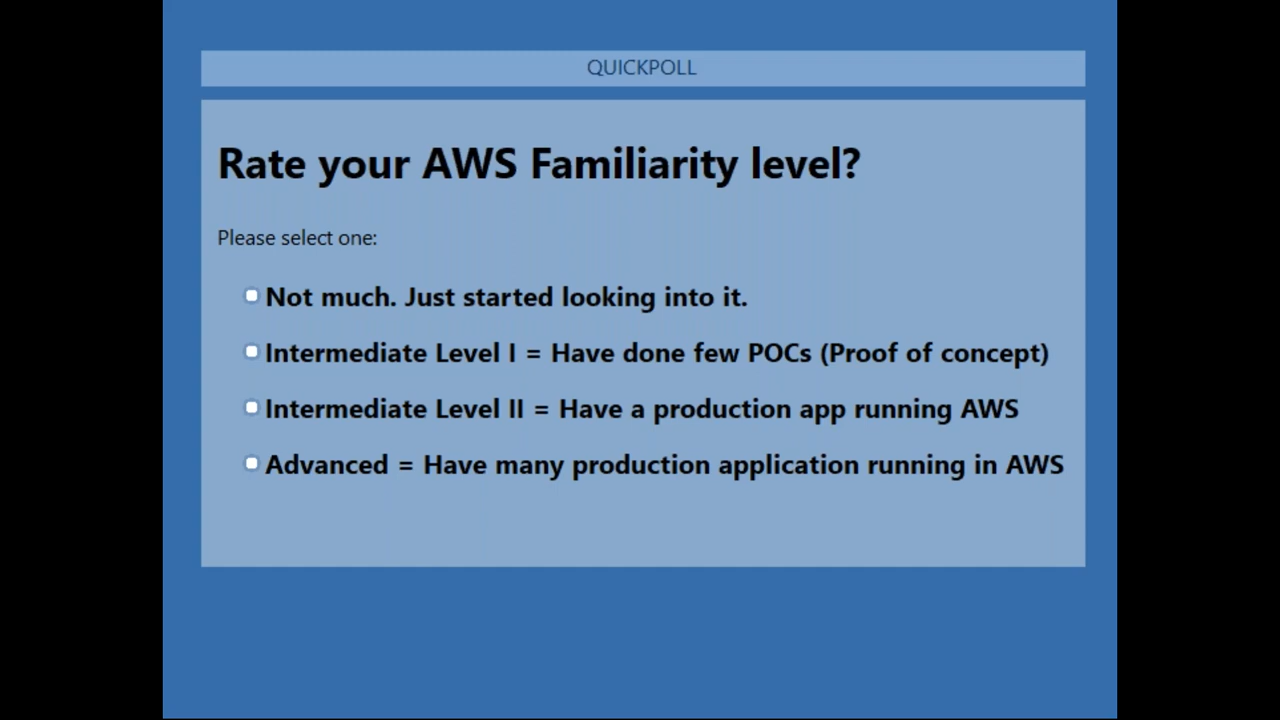 QUICKPOLL
Rate your AWS Familiarity level?
Please select one:
Not much. Just started looking into it.
Intermediate Level I = Have done few POCs (Proof of concept)
Intermediate Level II = Have a production app running AWS
Advanced = Have many production application running in AWS